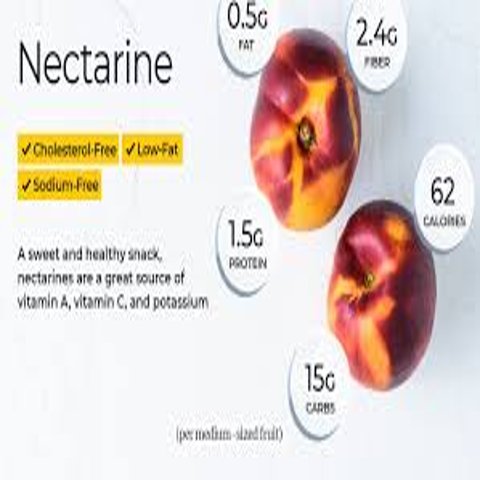 Nectarine
✓ Cholesterol-Free ✓ Low-Fat
✓ Sodium-Free
A sweet and healthy snack,
nectarines are a great source of
vitamin A, vitamin C, and potassium
0.5G
FAT
2.4G
FIBER
62
CALORIES
1.5G
PROTEIN
15G
CARBS
(per medium-sized fruit)